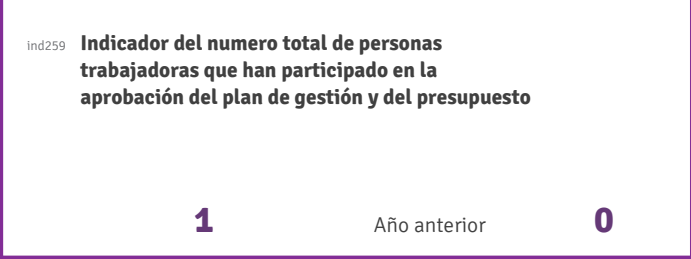 ind259 Indicador del numero total de personas
trabajadoras que han participado en la
aprobación del plan de gestión y del presupuesto
1 Año anterior 0